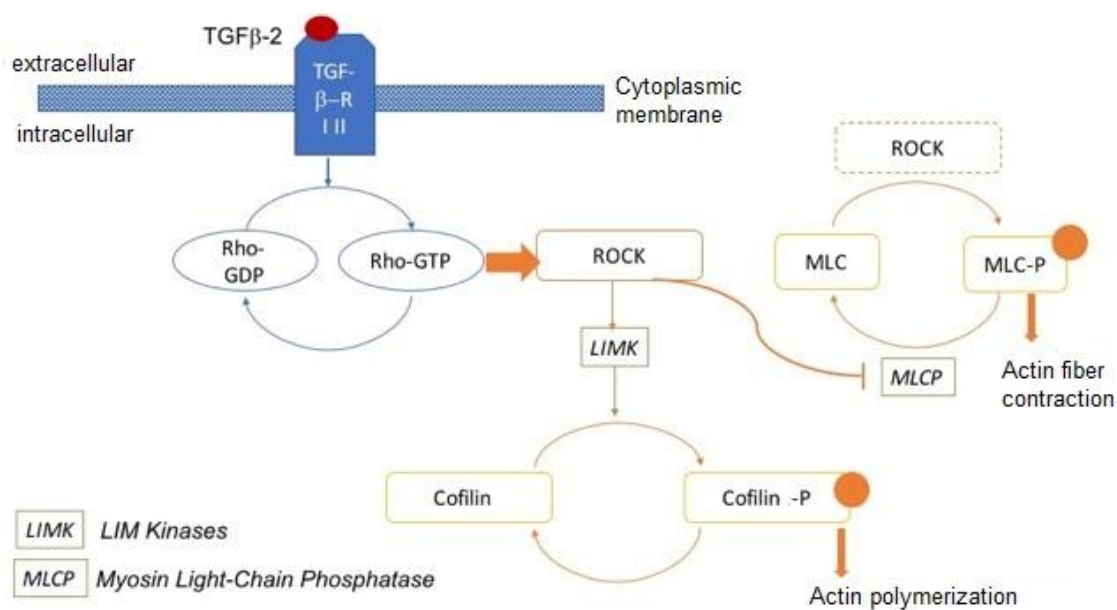 TGFβ-2
extracellular
TGF-
β–R
I II
Cytoplasmic
membrane
intracellular
ROCK
Rho-
GDP
Rho-GTP
ROCK
MLC
MLC-P
LIMK
MLCP
Actin fiber
contraction
Cofilin
Cofilin -P
LIMK LIM Kinases
MLCP Myosin Light-Chain Phosphatase
Actin polymerization